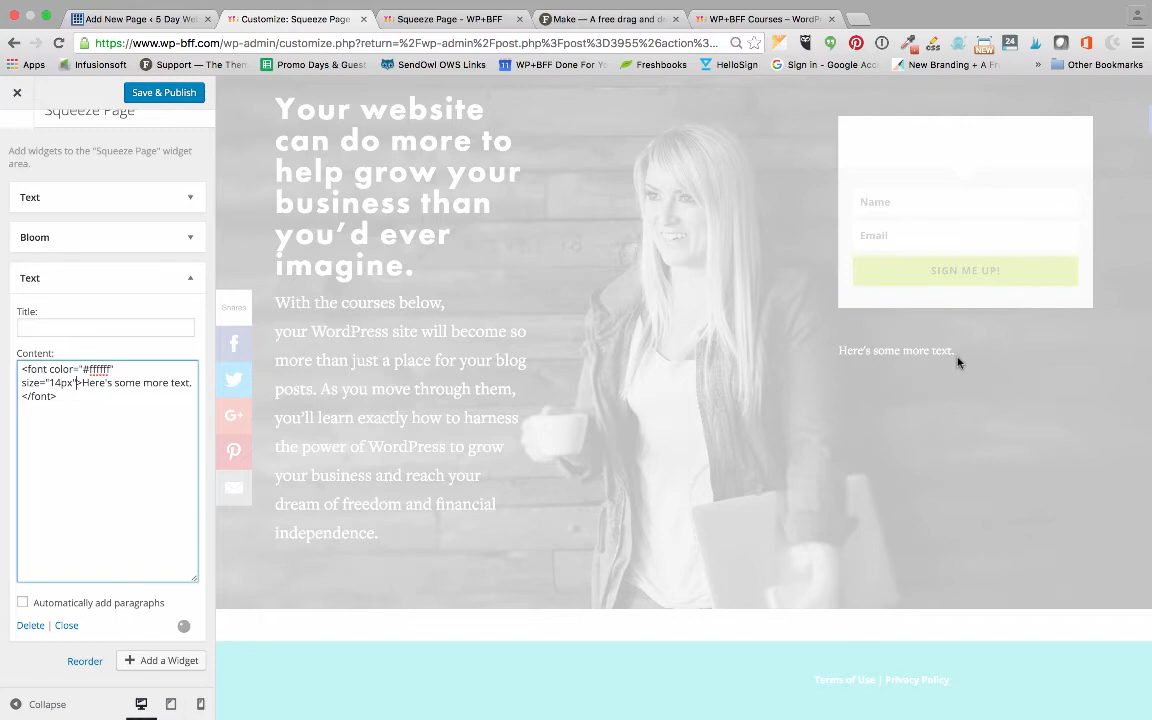 Add New Page ‹ 5 Day We
Customize: Squeeze Page
Squeeze Page - WP+BFF
Make — A free drag and d
WP+BFF Courses – WordP
https://www.wp-bff.com/wp-admin/customize.php?return=%2Fwp-admin%2Fpost.php%3Fpost%3D3955%26action%3...
Apps
Infusionsoft
Support — The Them
Promo Days & Guest
SendOwl OWS Links
WP+BFF Done For Yo
Freshbooks
HelloSign
Sign in - Google Acc
New Branding + A Fr
»
Other Bookmarks
Save & Publish
Squeeze Page
Add widgets to the "Squeeze Page" widget
area.
Text
Bloom
Text
Title:
Content:
<font color="#ffffff"
size="14px">Here's some more text.
</font>
Automatically add paragraphs
Delete | Close
Reorder
Add a Widget
Collapse
Your website
can do more to
help grow your
business than
you'd ever
imagine.
With the courses below,
your WordPress site will become so
more than just a place for your blog
posts. As you move through them,
you'll learn exactly how to harness
the power of WordPress to grow
your business and reach your
dream of freedom and financial
independence.
Shares
Name
Email
SIGN ME UP!
Here's some more text.
Terms of Use | Privacy Policy